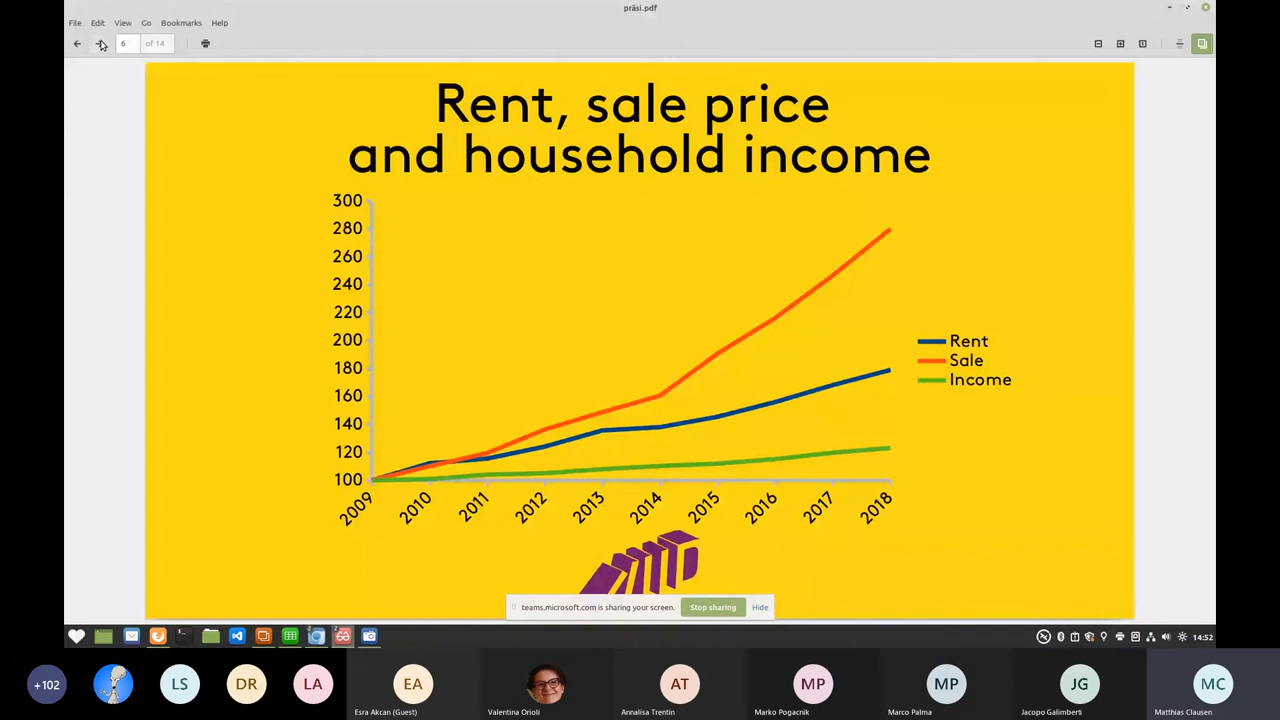 präsi.pdf
File Edit View Go Bookmarks Help
6 of 14
Rent, sale price
and household income
300
280
260
240
220
200
180
160
140
120
100
Rent
Sale
Income
2009 2010 2011 2012 2013 2014 2015 2016 2017 2018
teams.microsoft.com is sharing your screen. Stop sharing Hide
14:52
+102 LS DR LA EA AT MP MP JG MC
Esra Akcan (Guest) Valentina Orioli Annalisa Trentin Marko Pogacnik Marco Palma Jacopo Galimberti Matthias Clausen